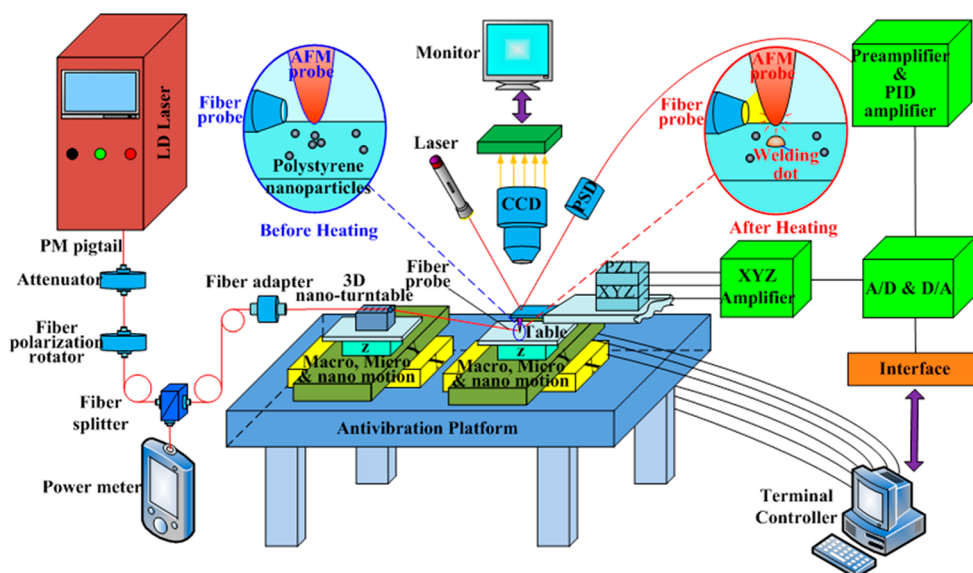 LD Laser
PM pigtail
Attenuator
Fiber
polarization
rotator
Fiber
splitter
Power meter
Fiber adapter
3D
nano-turntable
Fiber
probe
AFM
probe
Fiber
probe
Polystyrene
nanoparticles
Before Heating
Monitor
Laser
CCD
PSD
AFM
probe
Fiber
probe
Welding
dot
After Heating
Preamplifier
&
PID
amplifier
PZT
XYZ
XYZ
Amplifier
A/D & D/A
Interface
Table
Z
Y
X
Macro, Micro
& nano motion
Z
Y
X
Macro, Micro
& nano motion
Antivibration Platform
Terminal
Controller